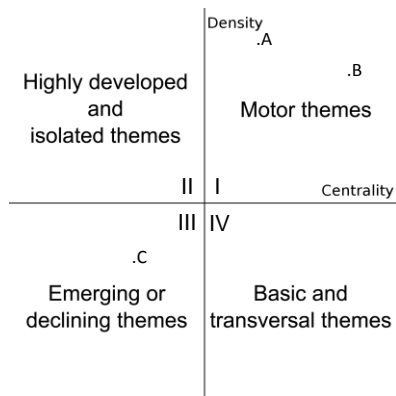 Density
.A
.B
Highly developed
and
isolated themes
Motor themes
II
I
Centrality
III
IV
.C
Emerging or
declining themes
Basic and
transversal themes